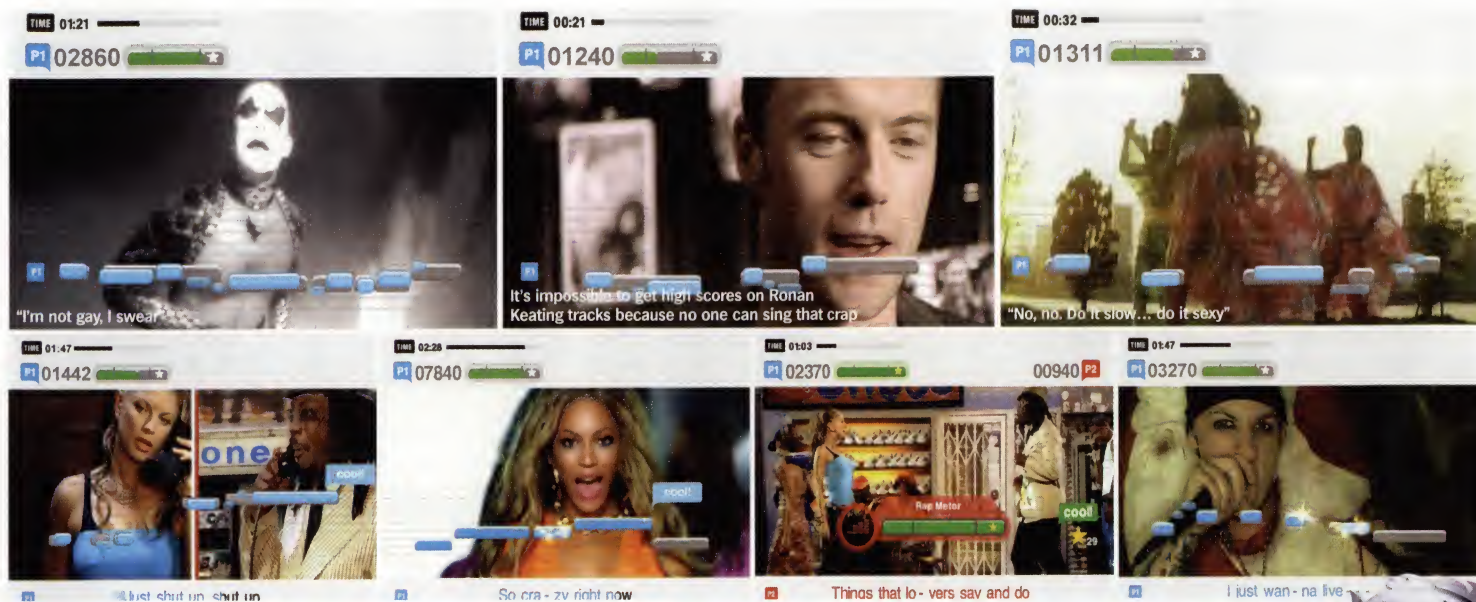 TIME 01:21
P1 02860
TIME 00:21
P1 01240
TIME 00:32
P1 01311
P1
"I'm not gay, I swear"
P1
It's impossible to get high scores on Ronan
Keating tracks because no one can sing that crap
P1
"No, no. Do it slow... do it sexy"
TIME 01:47
P1 01442
TIME 02:28
P1 07840
TIME 01:03
P1 02370
00940 P2
TIME 01:47
P1 03270
one
cool!
cool!
Rap Meter
cool!
29
Just shut up, shut up
So cra - zy right now
P2
Things that lo - vers say and do
I just wan - na live -